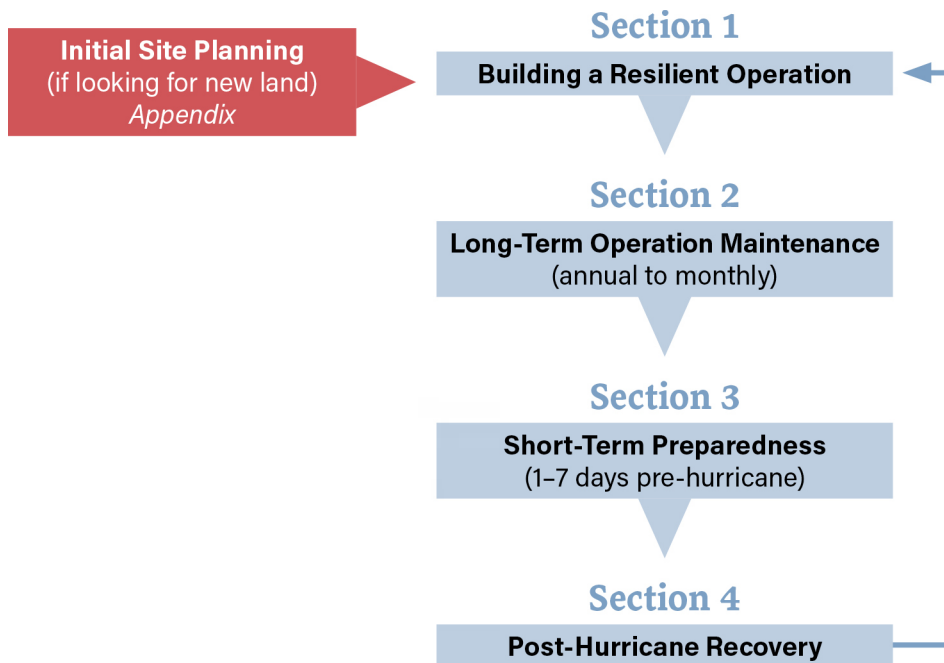 Initial Site Planning
(if looking for new land)
Appendix
Section 1
Building a Resilient Operation
Section 2
Long-Term Operation Maintenance
(annual to monthly)
Section 3
Short-Term Preparedness
(1–7 days pre-hurricane)
Section 4
Post-Hurricane Recovery